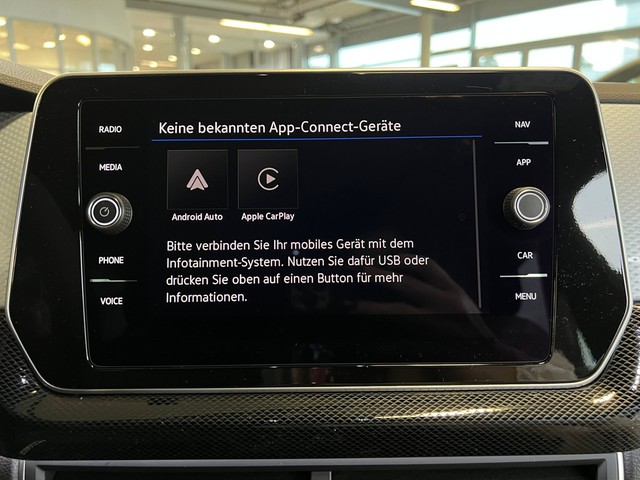 RADIO
MEDIA
PHONE
VOICE
Keine bekannten App-Connect-Geräte
Android Auto
Apple CarPlay
Bitte verbinden Sie Ihr mobiles Gerät mit dem
Infotainment-System. Nutzen Sie dafür USB oder
drücken Sie oben auf einen Button für mehr
Informationen.
NAV
APP
CAR
MENU